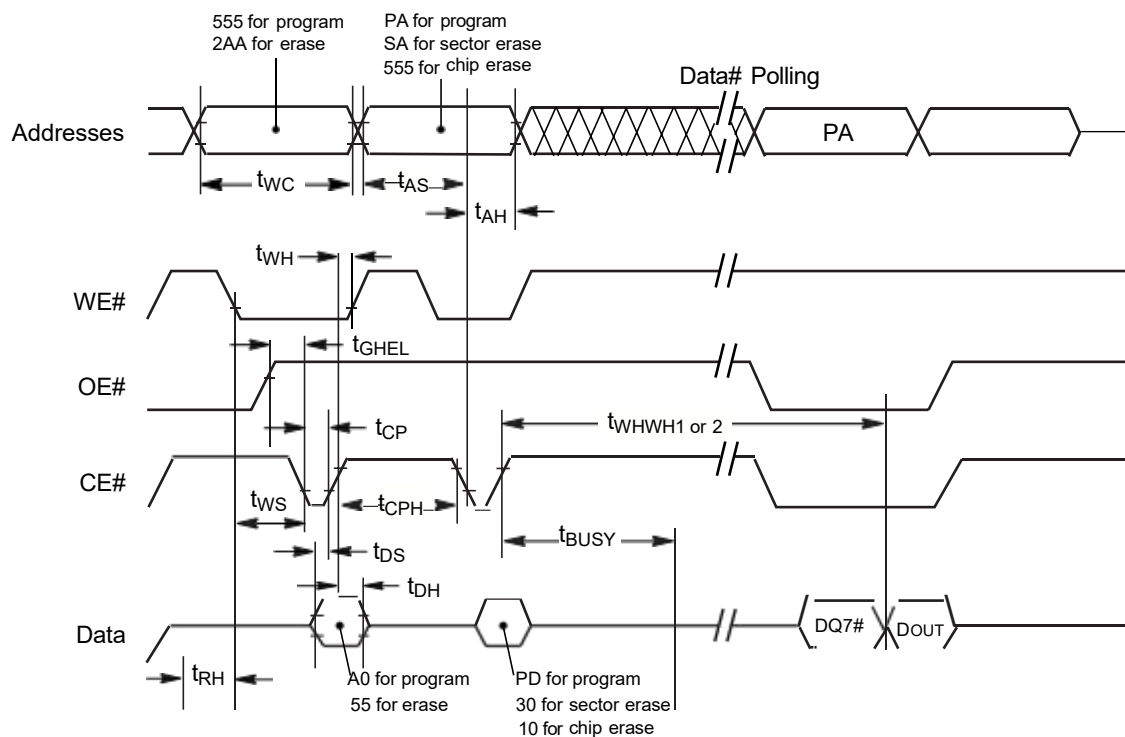 555 for program
2AA for erase
PA for program
SA for sector erase
555 for chip erase
Data# Polling
Addresses
PA
tWC
tAS
tAH
tWH
WE#
tGHEL
OE#
tWHWH1 or 2
tCP
CE#
tWS
tCPH
tBUSY
tDS
tDH
Data
DQ7#
DOUT
tRH
A0 for program
55 for erase
PD for program
30 for sector erase
10 for chip erase